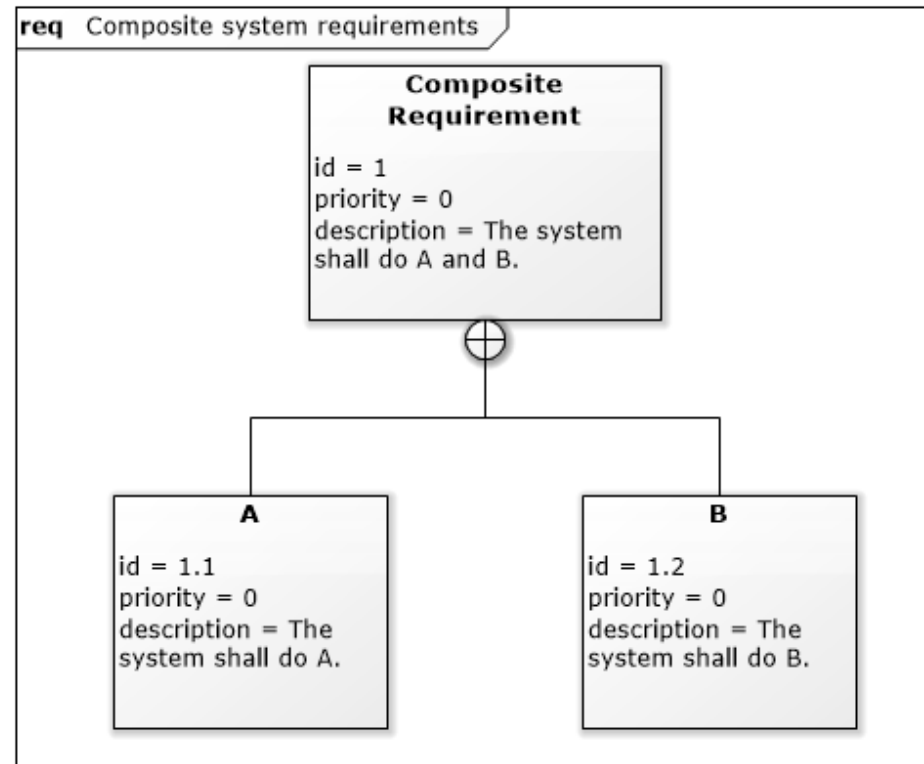 req Composite system requirements
Composite
Requirement
id = 1
priority = 0
description = The system
shall do A and B.
A
id = 1.1
priority = 0
description = The
system shall do A.
B
id = 1.2
priority = 0
description = The
system shall do B.